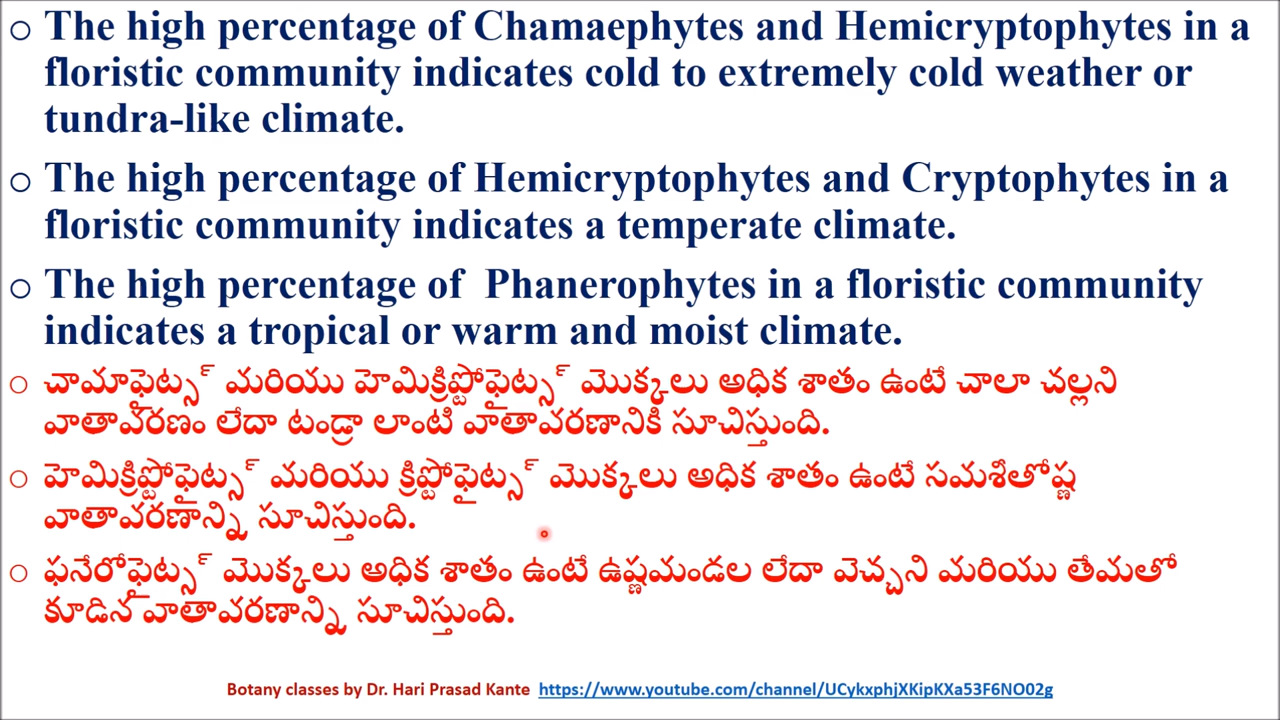 o The high percentage of Chamaephytes and Hemicryptophytes in a
floristic community indicates cold to extremely cold weather or
tundra-like climate.
o The high percentage of Hemicryptophytes and Cryptophytes in a
floristic community indicates a temperate climate.
o The high percentage of  Phanerophytes in a floristic community
indicates a tropical or warm and moist climate.
o చామాఫైట్స్ మరియు హెమిక్రిప్టోఫైట్స్ మొక్కలు అధిక శాతం ఉంటే చాలా చల్లని
వాతావరణం లేదా టండ్రా లాంటి వాతావరణానికి సూచిస్తుంది.
o హెమిక్రిప్టోఫైట్స్ మరియు క్రిప్టోఫైట్స్ మొక్కలు అధిక శాతం ఉంటే సమశీతోష్ణ
వాతావరణాన్ని సూచిస్తుంది.
o ఫనేరోఫైట్స్ మొక్కలు అధిక శాతం ఉంటే ఉష్ణమండల లేదా వెచ్చని మరియు తేమతో
కూడిన వాతావరణాన్ని సూచిస్తుంది.
Botany classes by Dr. Hari Prasad Kante https://www.youtube.com/channel/UCykxphjXKipKXa53F6NO02g